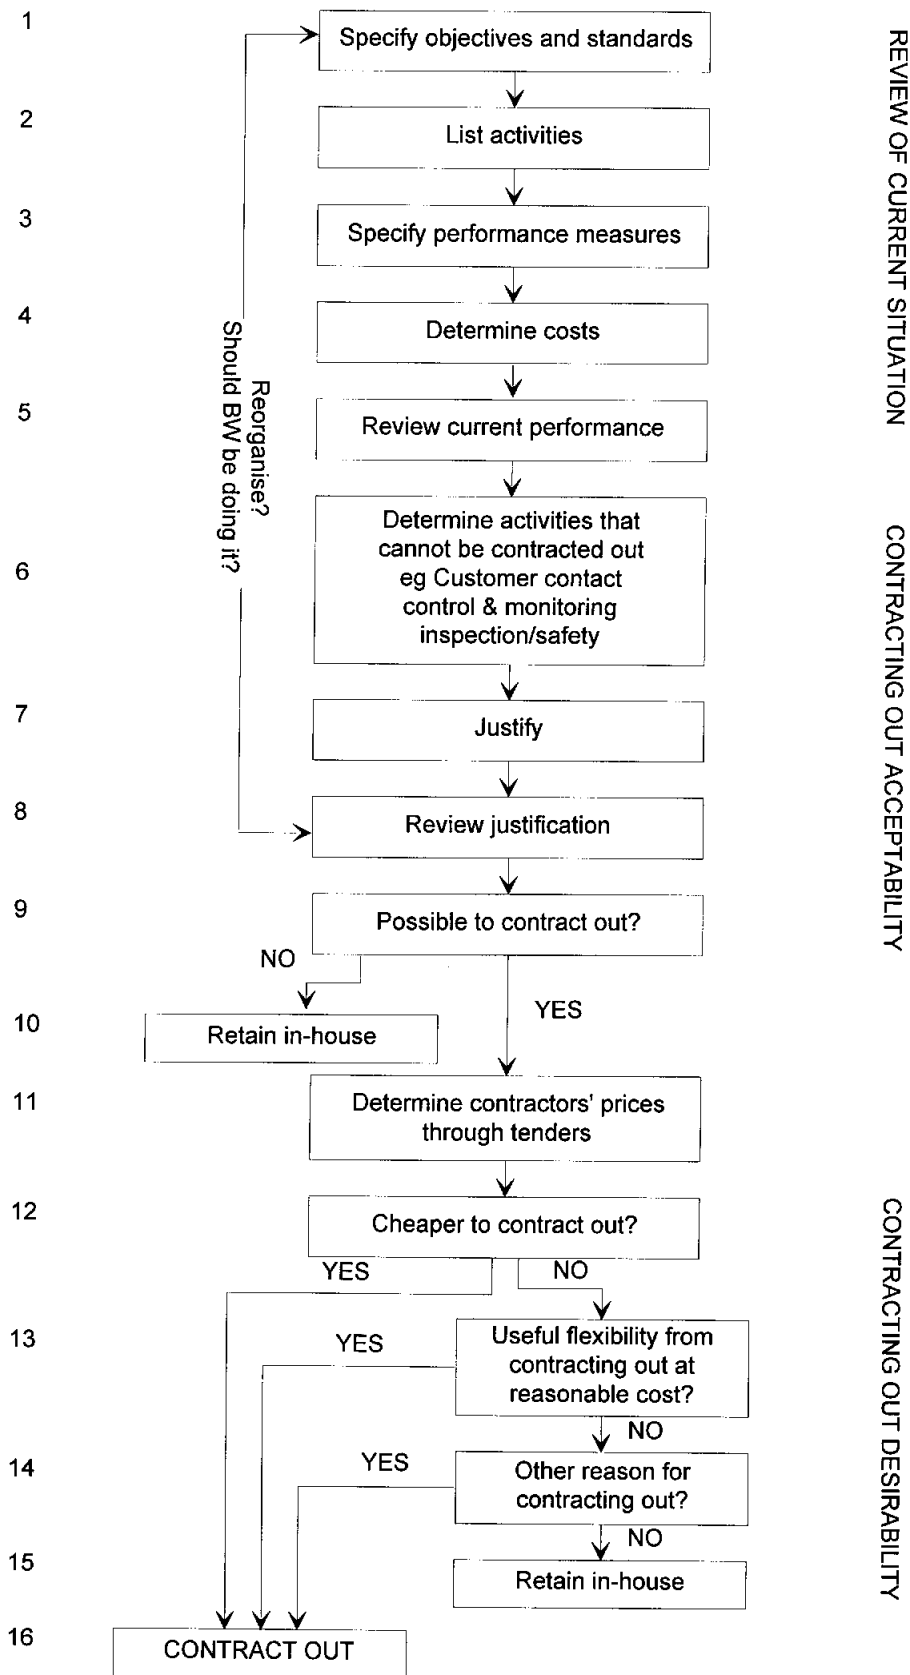 1
Specify objectives and standards
2
List activities
3
Specify performance measures
4
Determine costs
5
Review current performance
REVIEW OF CURRENT SITUATION
Reorganise?
Should BW be doing it?
6
Determine activities that
cannot be contracted out
eg Customer contact
control & monitoring
inspection/safety
7
Justify
8
Review justification
9
Possible to contract out?
CONTRACTING OUT ACCEPTABILITY
NO
YES
10
Retain in-house
11
Determine contractors' prices
through tenders
12
Cheaper to contract out?
YES
NO
13
Useful flexibility from
contracting out at
reasonable cost?
YES
NO
14
Other reason for
contracting out?
YES
NO
15
Retain in-house
CONTRACTING OUT DESIRABILITY
16
CONTRACT OUT